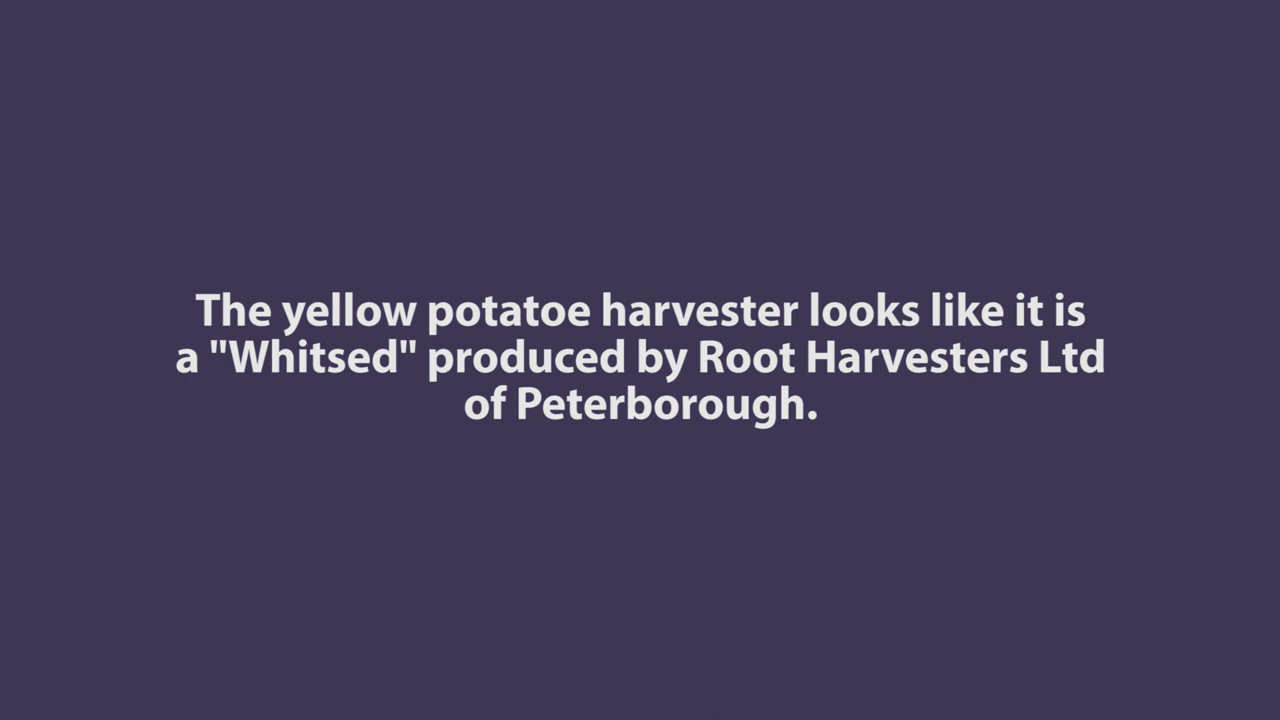 The yellow potatoe harvester looks like it is
a "Whitsed" produced by Root Harvesters Ltd
of Peterborough.